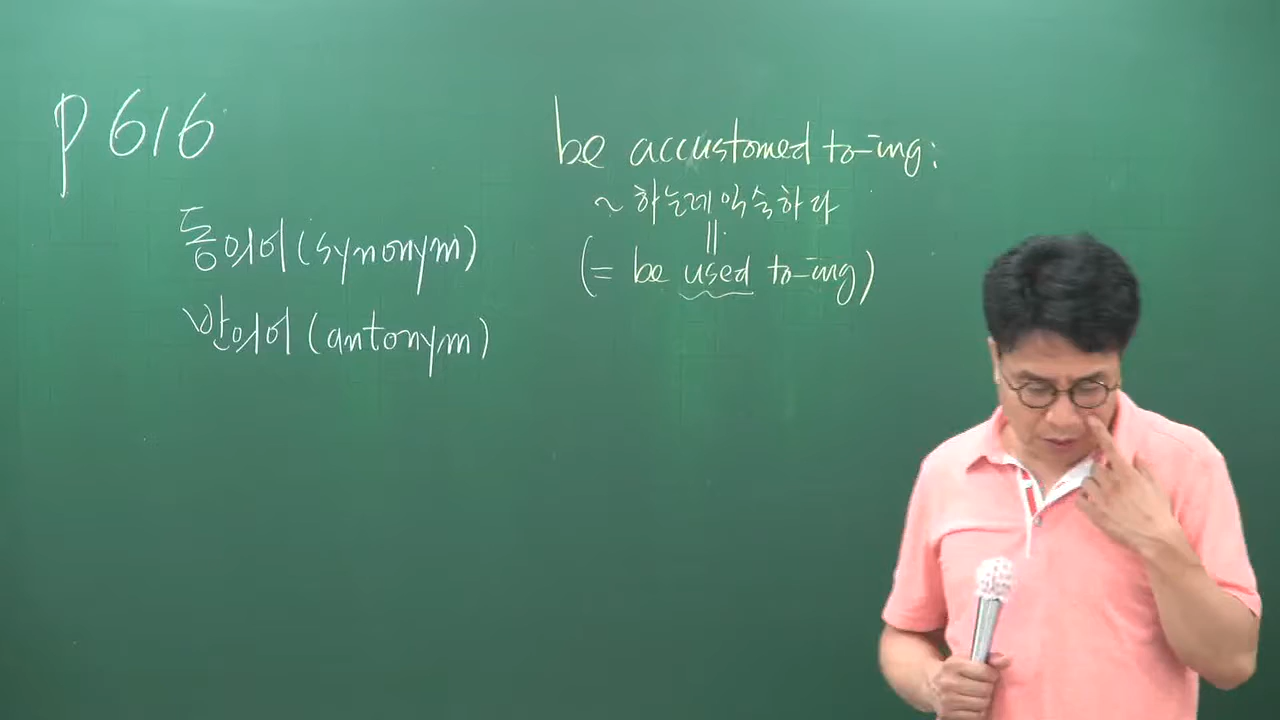 p 616
동의어 (synonym)
반의어 (antonym)
be accustomed to-ing:
~ 하는데 익숙하다
||
(= be used to-ing)